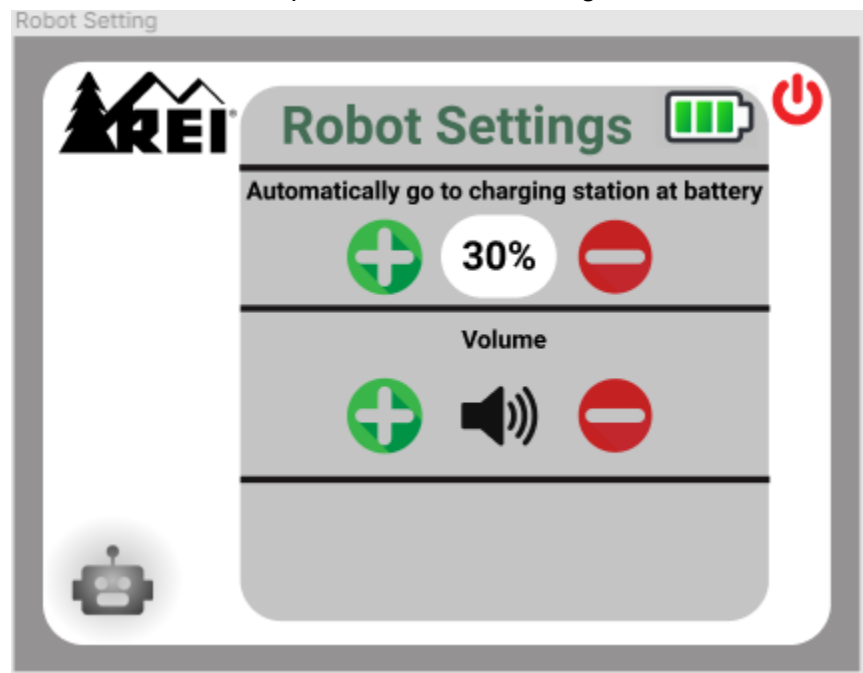 Robot Setting
REI®
Robot Settings
Automatically go to charging station at battery
30%
Volume